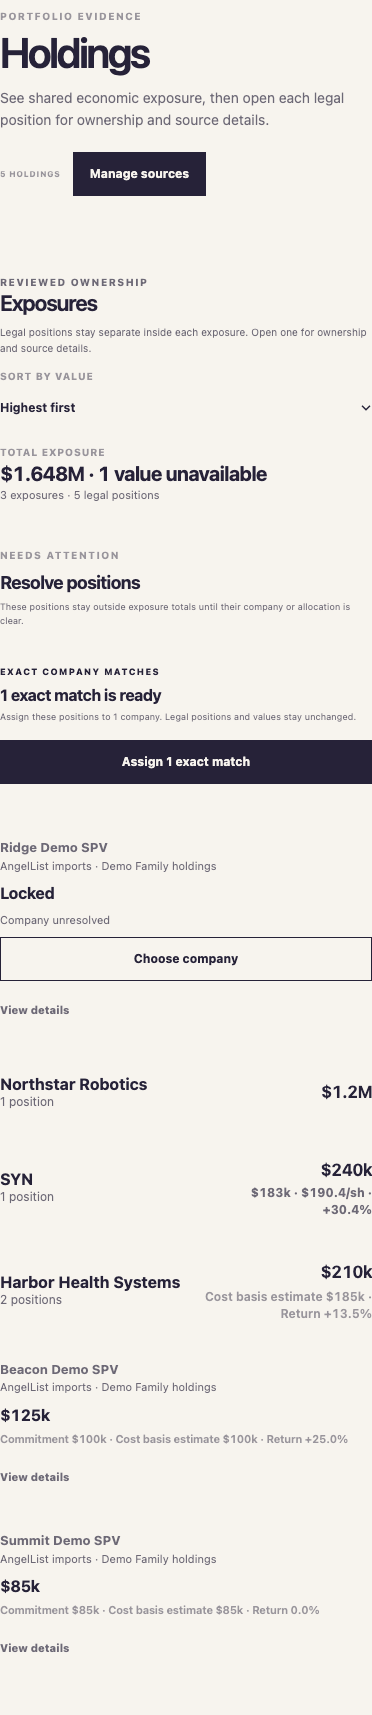 PORTFOLIO EVIDENCE
Holdings
See shared economic exposure, then open each legal
position for ownership and source details.
5 HOLDINGS
Manage sources
REVIEWED OWNERSHIP
Exposures
Legal positions stay separate inside each exposure. Open one for ownership
and source details.
SORT BY VALUE
Highest first
TOTAL EXPOSURE
$1.648M · 1 value unavailable
3 exposures · 5 legal positions
NEEDS ATTENTION
Resolve positions
These positions stay outside exposure totals until their company or allocation is
clear.
EXACT COMPANY MATCHES
1 exact match is ready
Assign these positions to 1 company. Legal positions and values stay unchanged.
Assign 1 exact match
Ridge Demo SPV
AngelList imports · Demo Family holdings
Locked
Company unresolved
Choose company
View details
Northstar Robotics
1 position
$1.2M
SYN
1 position
$240k
$183k · $190.4/sh ·
+30.4%
Harbor Health Systems
2 positions
$210k
Cost basis estimate $185k ·
Return +13.5%
Beacon Demo SPV
AngelList imports · Demo Family holdings
$125k
Commitment $100k · Cost basis estimate $100k · Return +25.0%
View details
Summit Demo SPV
AngelList imports · Demo Family holdings
$85k
Commitment $85k · Cost basis estimate $85k · Return 0.0%
View details